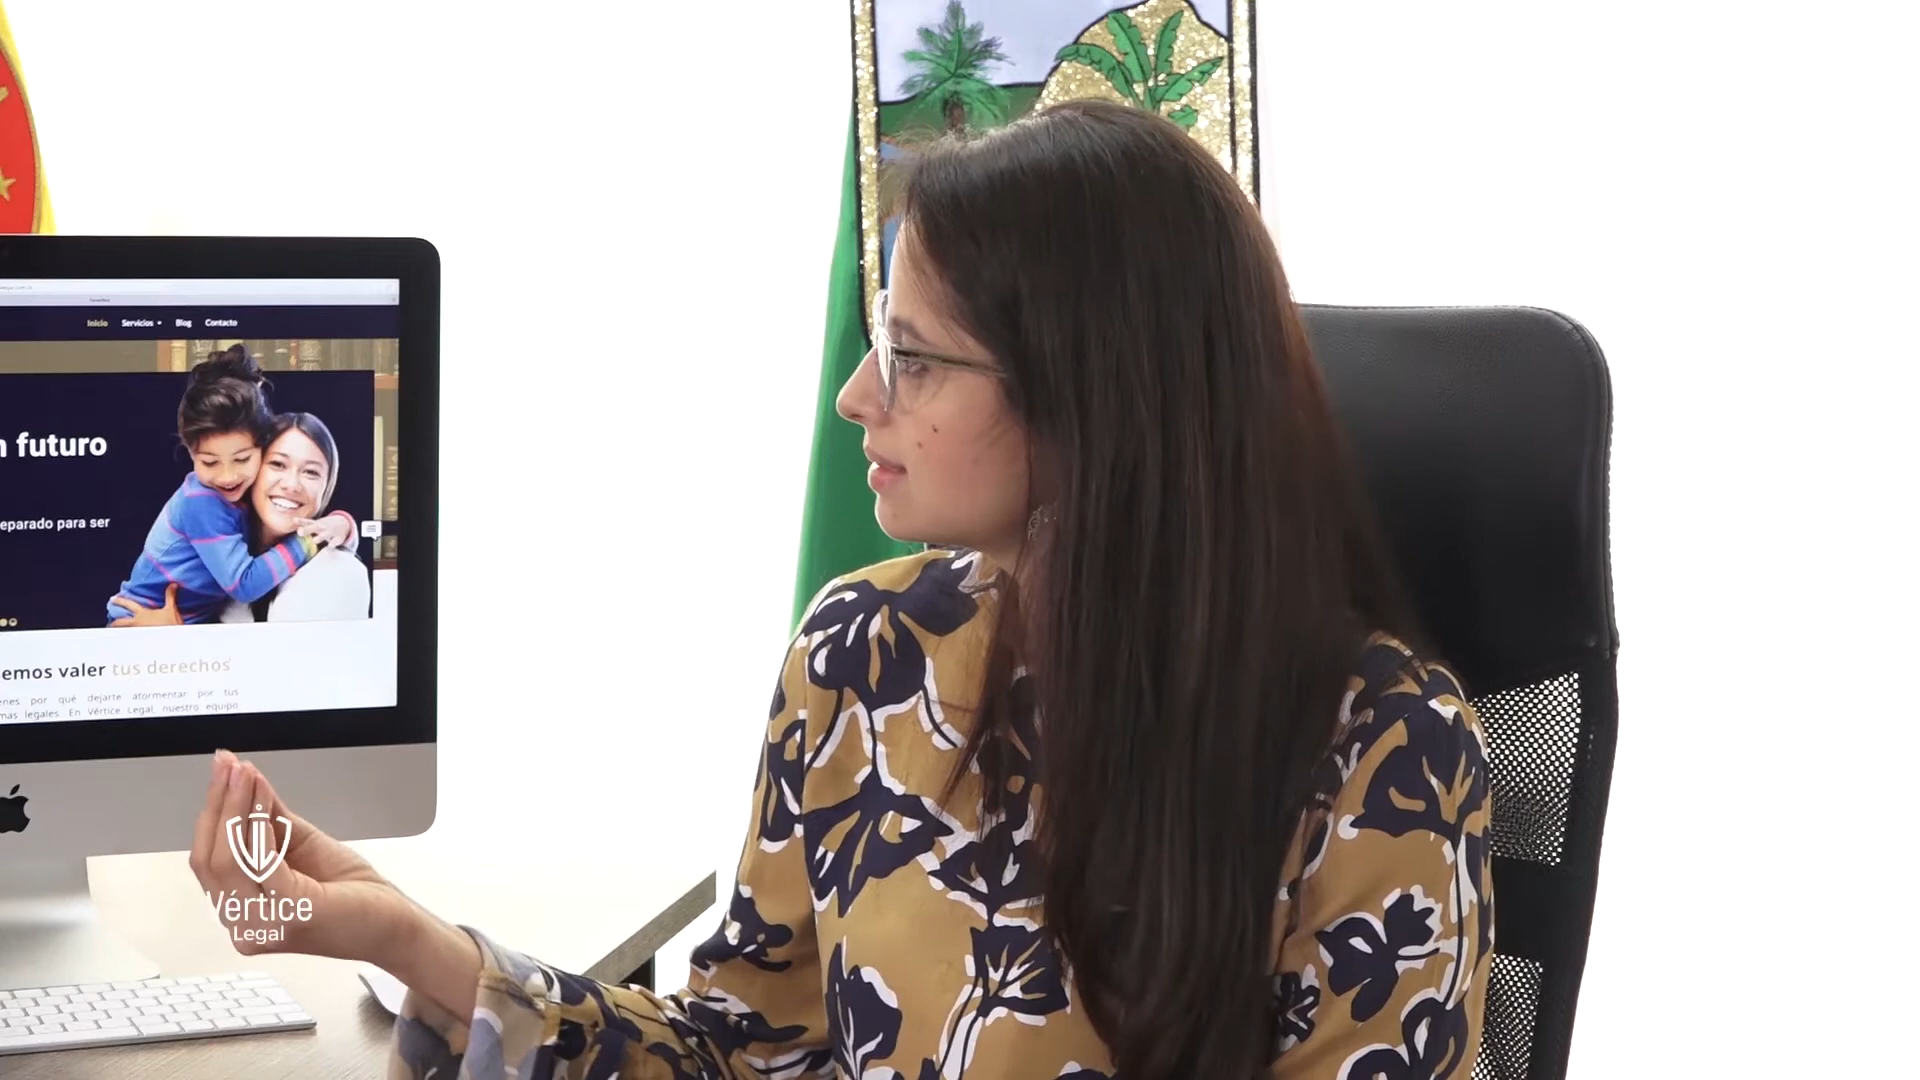 Inicio Servicios Blog Contacto
futuro
eparado para ser
emos valer tus derechos
enes por qué dejarte atormentar por tus
mas legales. En Vértice Legal, nuestro equipo
Vértice
Legal